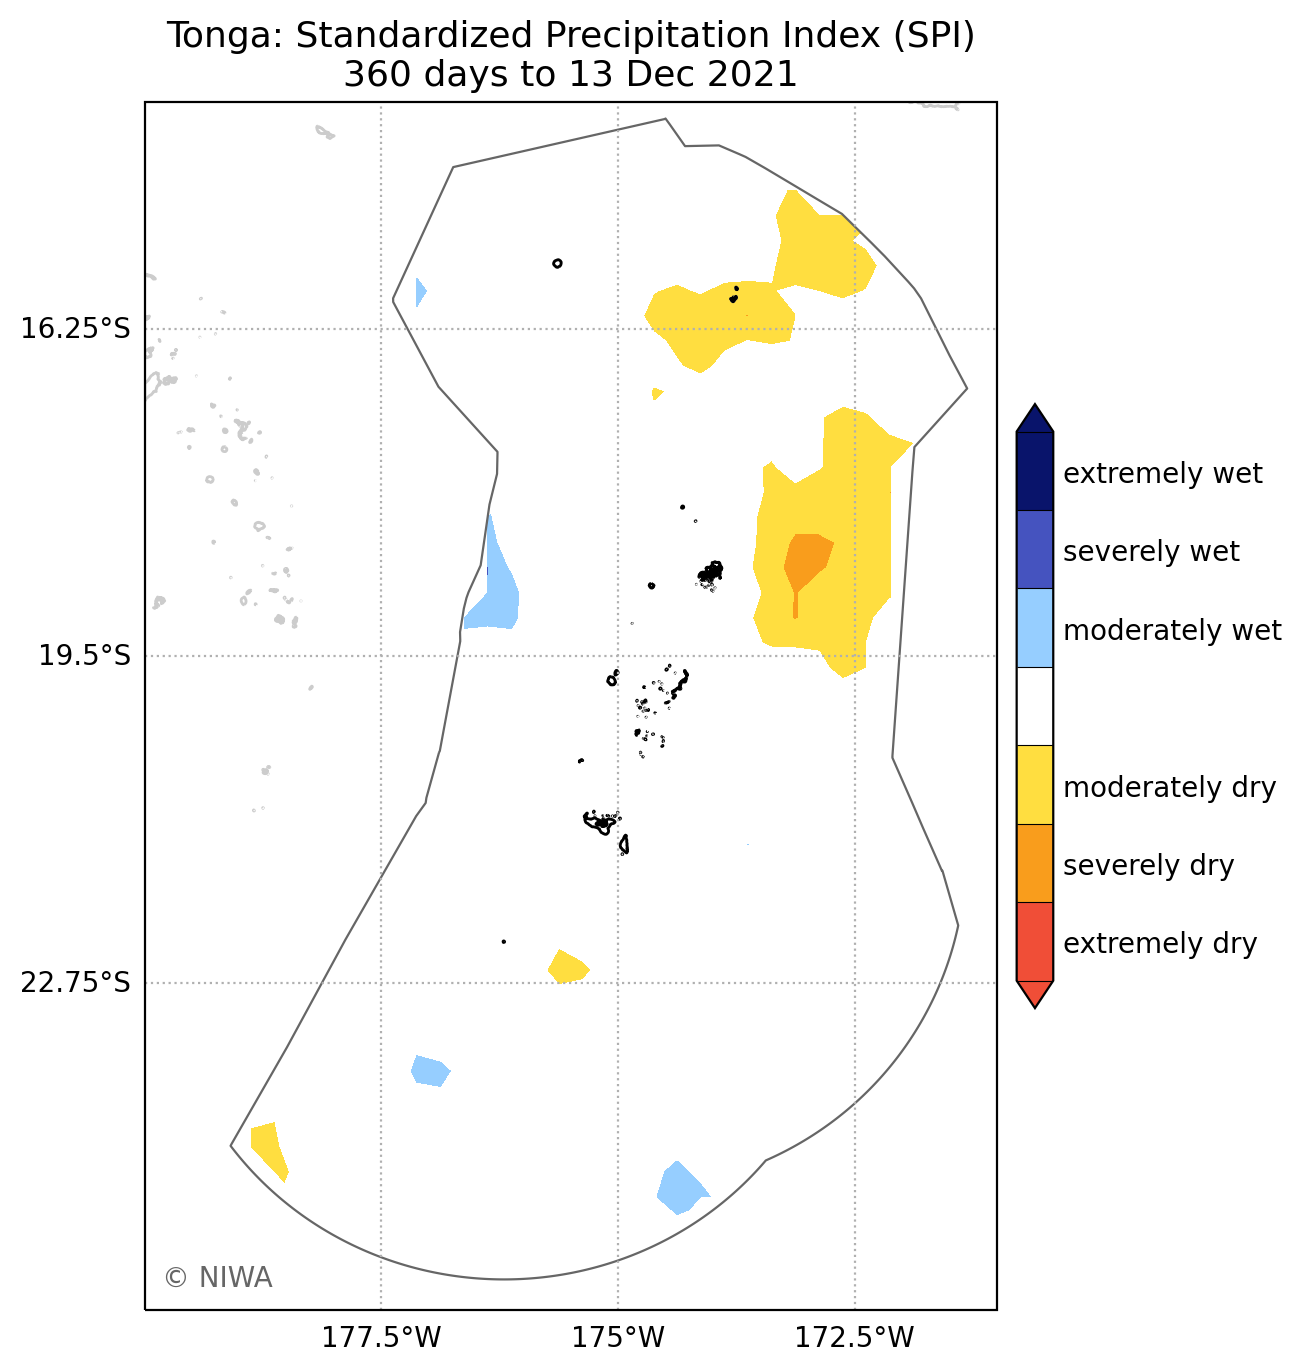 Tonga: Standardized Precipitation Index (SPI)
360 days to 13 Dec 2021
16.25°S
19.5°S
22.75°S
177.5°W
175°W
172.5°W
extremely wet
severely wet
moderately wet
moderately dry
severely dry
extremely dry
© NIWA